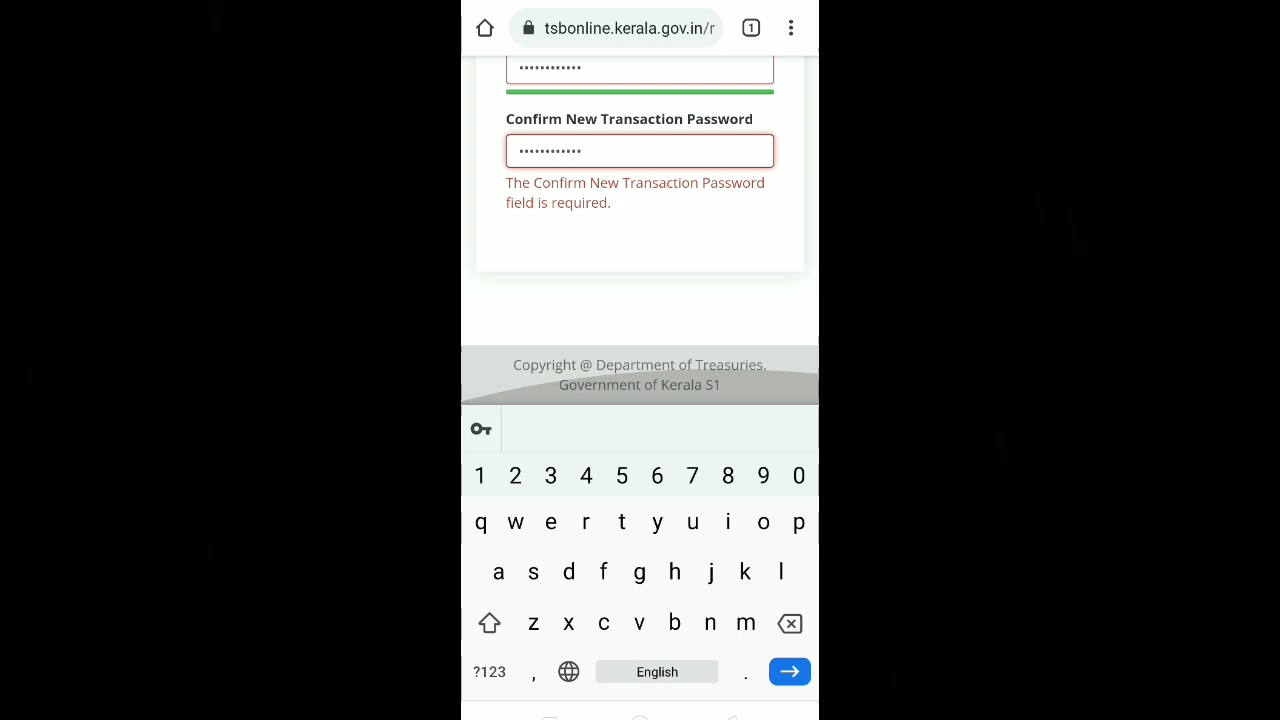 tsbonline.kerala.gov.in/r
1
••••••••••••
Confirm New Transaction Password
••••••••••••
The Confirm New Transaction Password
field is required.
Copyright @ Department of Treasuries.
Government of Kerala S1
1 2 3 4 5 6 7 8 9 0
q w e r t y u i o p
a s d f g h j k l
z x c v b n m
?123 , English .